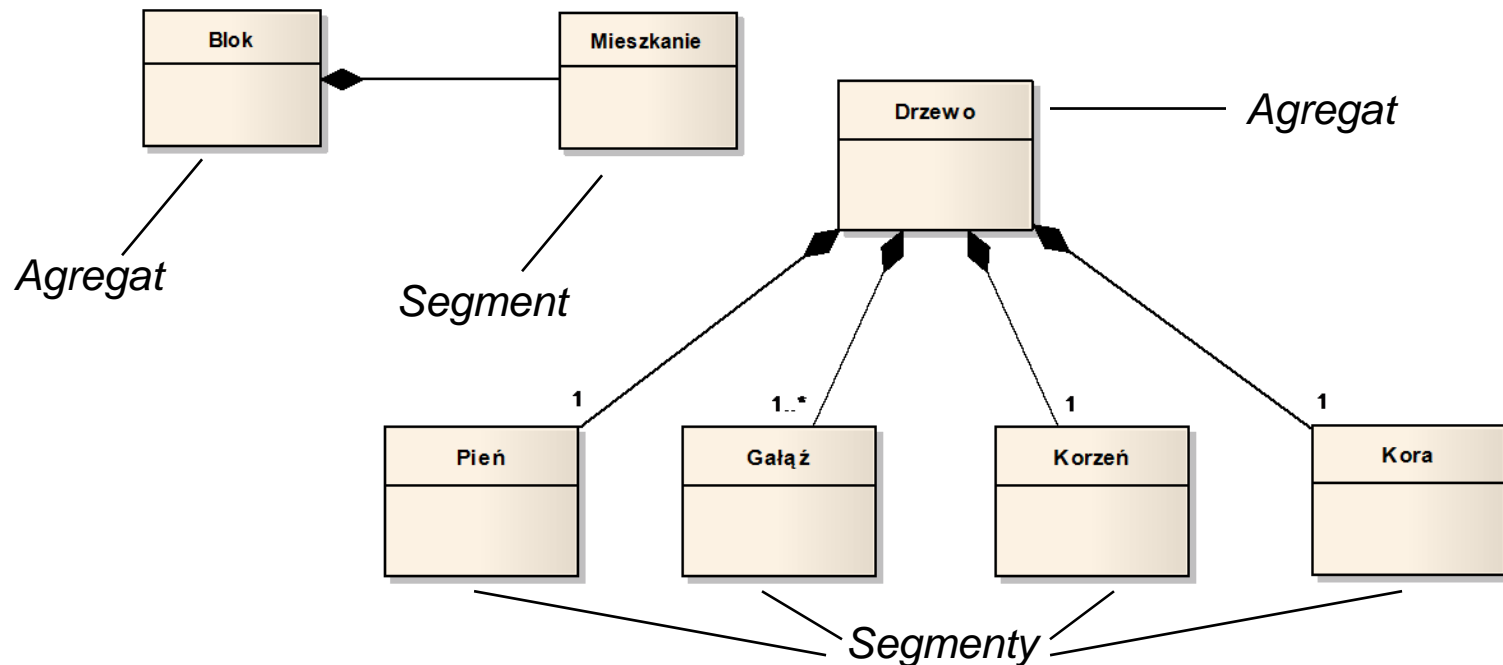 Blok
Mieszkanie
Drzewo
Agregat
Agregat
Segment
1
1..*
1
1
Pień
Gałąź
Korzeń
Kora
Segmenty